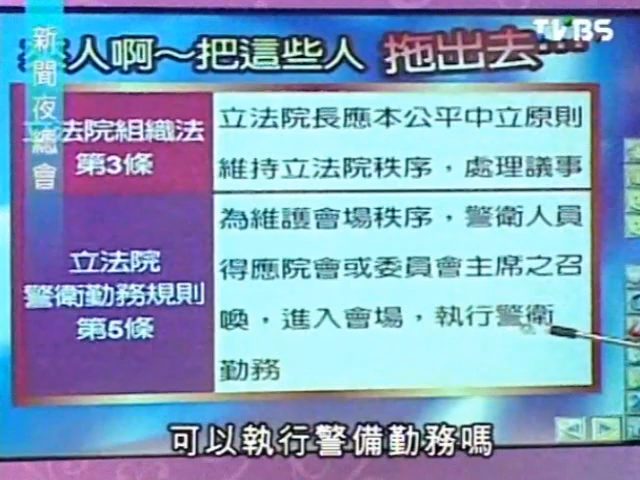 TVBS
新聞夜總會
人啊～把這些人 拖出去…
立法院組織法
第3條
立法院長應本公平中立原則
維持立法院秩序，處理議事
立法院
警衛勤務規則
第5條
為維護會場秩序，警衛人員
得應院會或委員會主席之召
喚，進入會場，執行警衛
勤務
可以執行警備勤務嗎